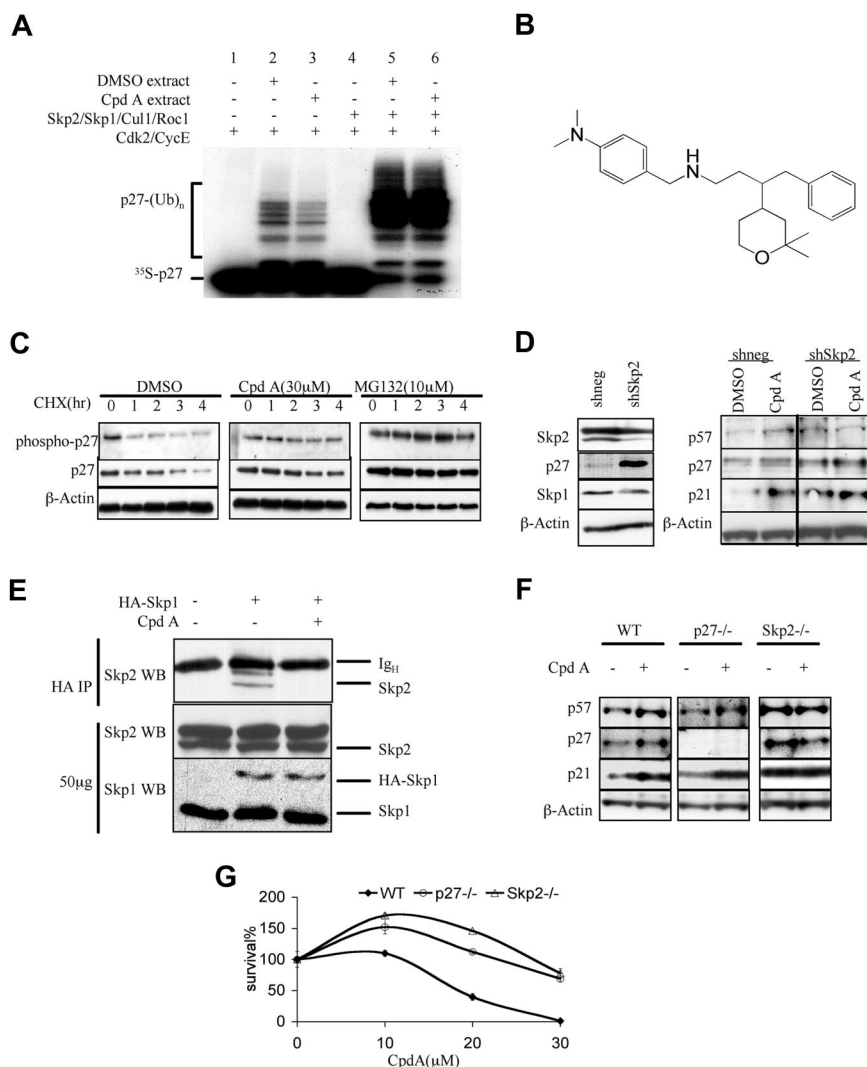 A
1 2 3 4 5 6
DMSO extract - + - - + -
Cpd A extract - - + - - +
Skp2/Skp1/Cul1/Roc1 - - - + + +
Cdk2/CycE + + + + + +
p27-(Ub)n
35S-p27
B
N
H
N
O
C
DMSO Cpd A(30μM) MG132(10μM)
CHX(hr) 0 1 2 3 4 0 1 2 3 4 0 1 2 3 4
phospho-p27
p27
β-Actin
D
shneg shSkp2
Skp2
p27
Skp1
β-Actin
shneg shSkp2
DMSO Cpd A DMSO Cpd A
p57
p27
p21
β-Actin
E
HA-Skp1 - + +
Cpd A - - +
HA IP
Skp2 WB
IgH
Skp2
50μg
Skp2 WB
Skp2
Skp1 WB
HA-Skp1
Skp1
F
WT p27-/- Skp2-/-
Cpd A - + - + - +
p57
p27
p21
β-Actin
G
WT p27-/- Skp2-/-
survival%
200
150
100
50
0
0 10 20 30
CpdA(μM)